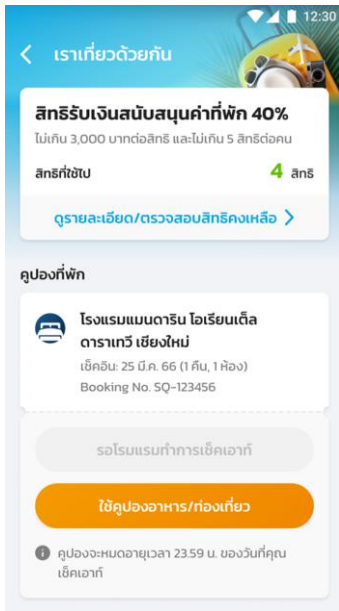 12:30
เราเที่ยวด้วยกัน
สิทธิรับเงินสนับสนุนค่าที่พัก 40%
ไม่เกิน 3,000 บาทต่อสิทธิ และไม่เกิน 5 สิทธิต่อคน
สิทธิที่ใช้ไป 4 สิทธิ
ดูรายละเอียด/ตรวจสอบสิทธิคงเหลือ
คูปองที่พัก
โรงแรมแมนดาริน โอเรียนเต็ล
ดาราเทวี เชียงใหม่
เช็คอิน: 25 มี.ค. 66 (1 คืน, 1 ห้อง)
Booking No. SQ-123456
รอโรมแรมทำการเช็คเอาท์
ใช้คูปองอาหาร/ท่องเที่ยว
คูปองจะหมดอายุเวลา 23.59 น. ของวันที่คุณ
เช็คเอาท์